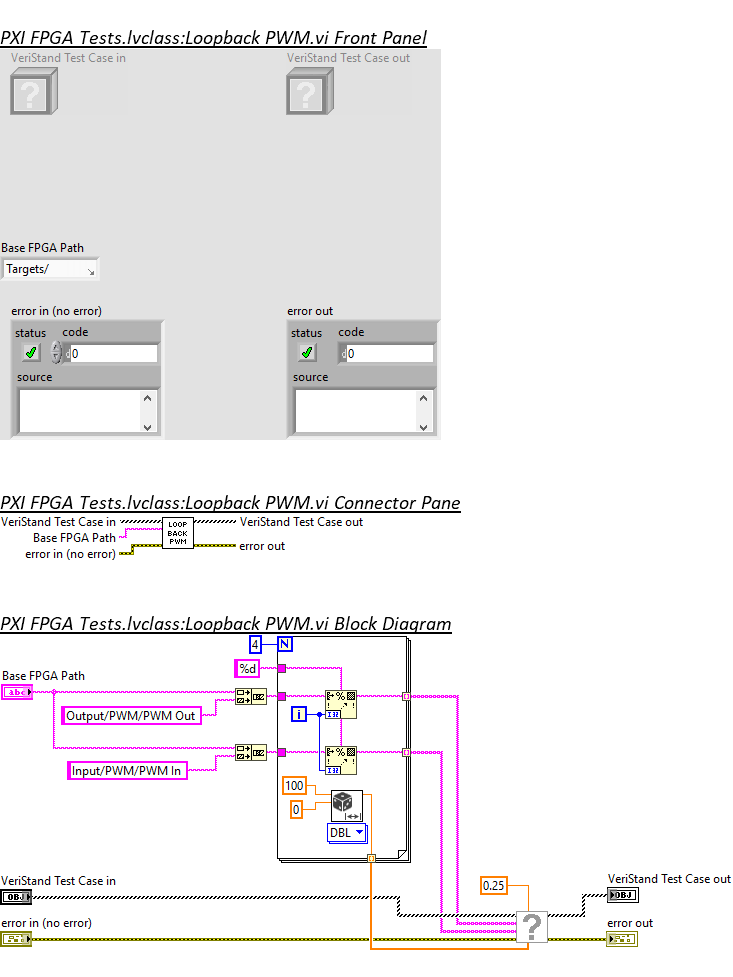 PXI FPGA Tests.lvclass:Loopback PWM.vi Front Panel
VeriStand Test Case in VeriStand Test Case out
? ?
Base FPGA Path
Targets/
error in (no error) error out
status code status code
d 0 d 0
source source
PXI FPGA Tests.lvclass:Loopback PWM.vi Connector Pane
VeriStand Test Case in LOOP VeriStand Test Case out
Base FPGA Path BACK
error in (no error) PWM error out
PXI FPGA Tests.lvclass:Loopback PWM.vi Block Diagram
4 N
%d
Base FPGA Path
abc
Output/PWM/PWM Out
i I32
Input/PWM/PWM In
I32
100
0
DBL
VeriStand Test Case in 0.25 VeriStand Test Case out
OBJ OBJ
error in (no error) ? error out